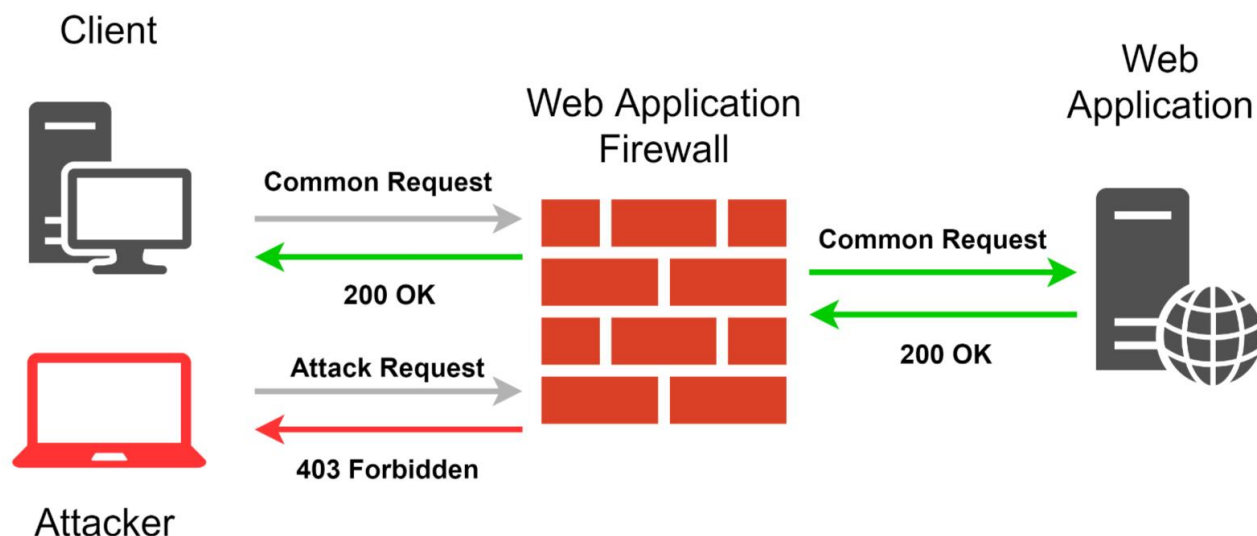 Client
Web Application
Firewall
Web
Application
Common Request
200 OK
Common Request
200 OK
Attack Request
403 Forbidden
Attacker